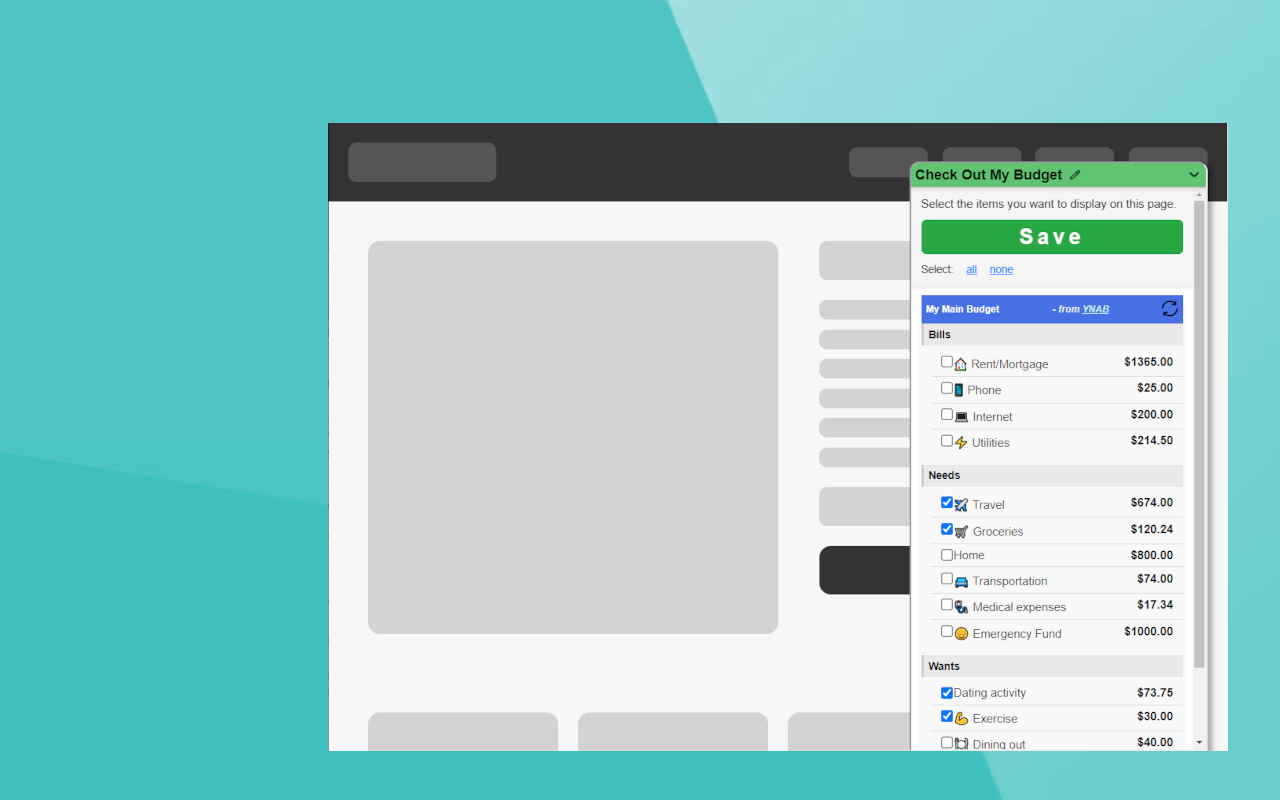 Check Out My Budget
Select the items you want to display on this page.
Save
Select: all none
My Main Budget - from YNAB
Bills
Rent/Mortgage $1365.00
Phone $25.00
Internet $200.00
Utilities $214.50
Needs
Travel $674.00
Groceries $120.24
Home $800.00
Transportation $74.00
Medical expenses $17.34
Emergency Fund $1000.00
Wants
Dating activity $73.75
Exercise $30.00
Dining out $40.00